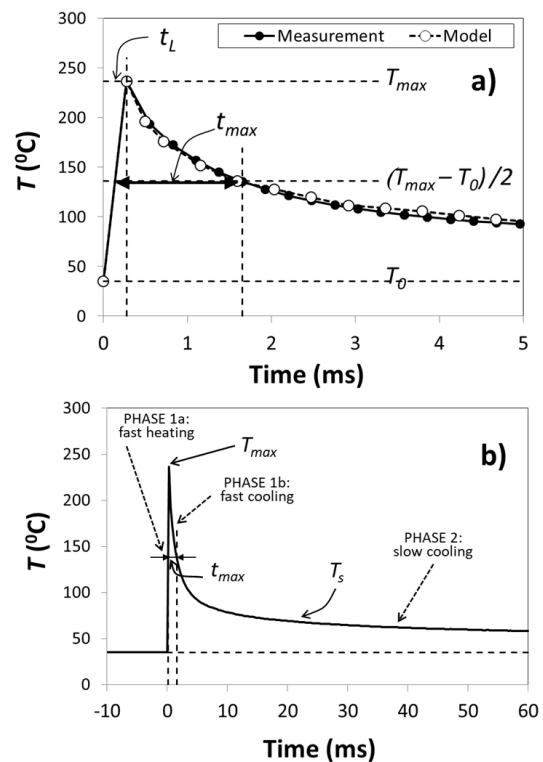 Measurement
Model
a)
t_L
T_max
t_max
(T_max – T_0)/2
T_0
T (⁰C)
300
250
200
150
100
50
0
0
1
2
3
4
5
Time (ms)
b)
PHASE 1a:
fast heating
T_max
PHASE 1b:
fast cooling
t_max
T_s
PHASE 2:
slow cooling
T (⁰C)
300
250
200
150
100
50
0
-10
0
10
20
30
40
50
60
Time (ms)